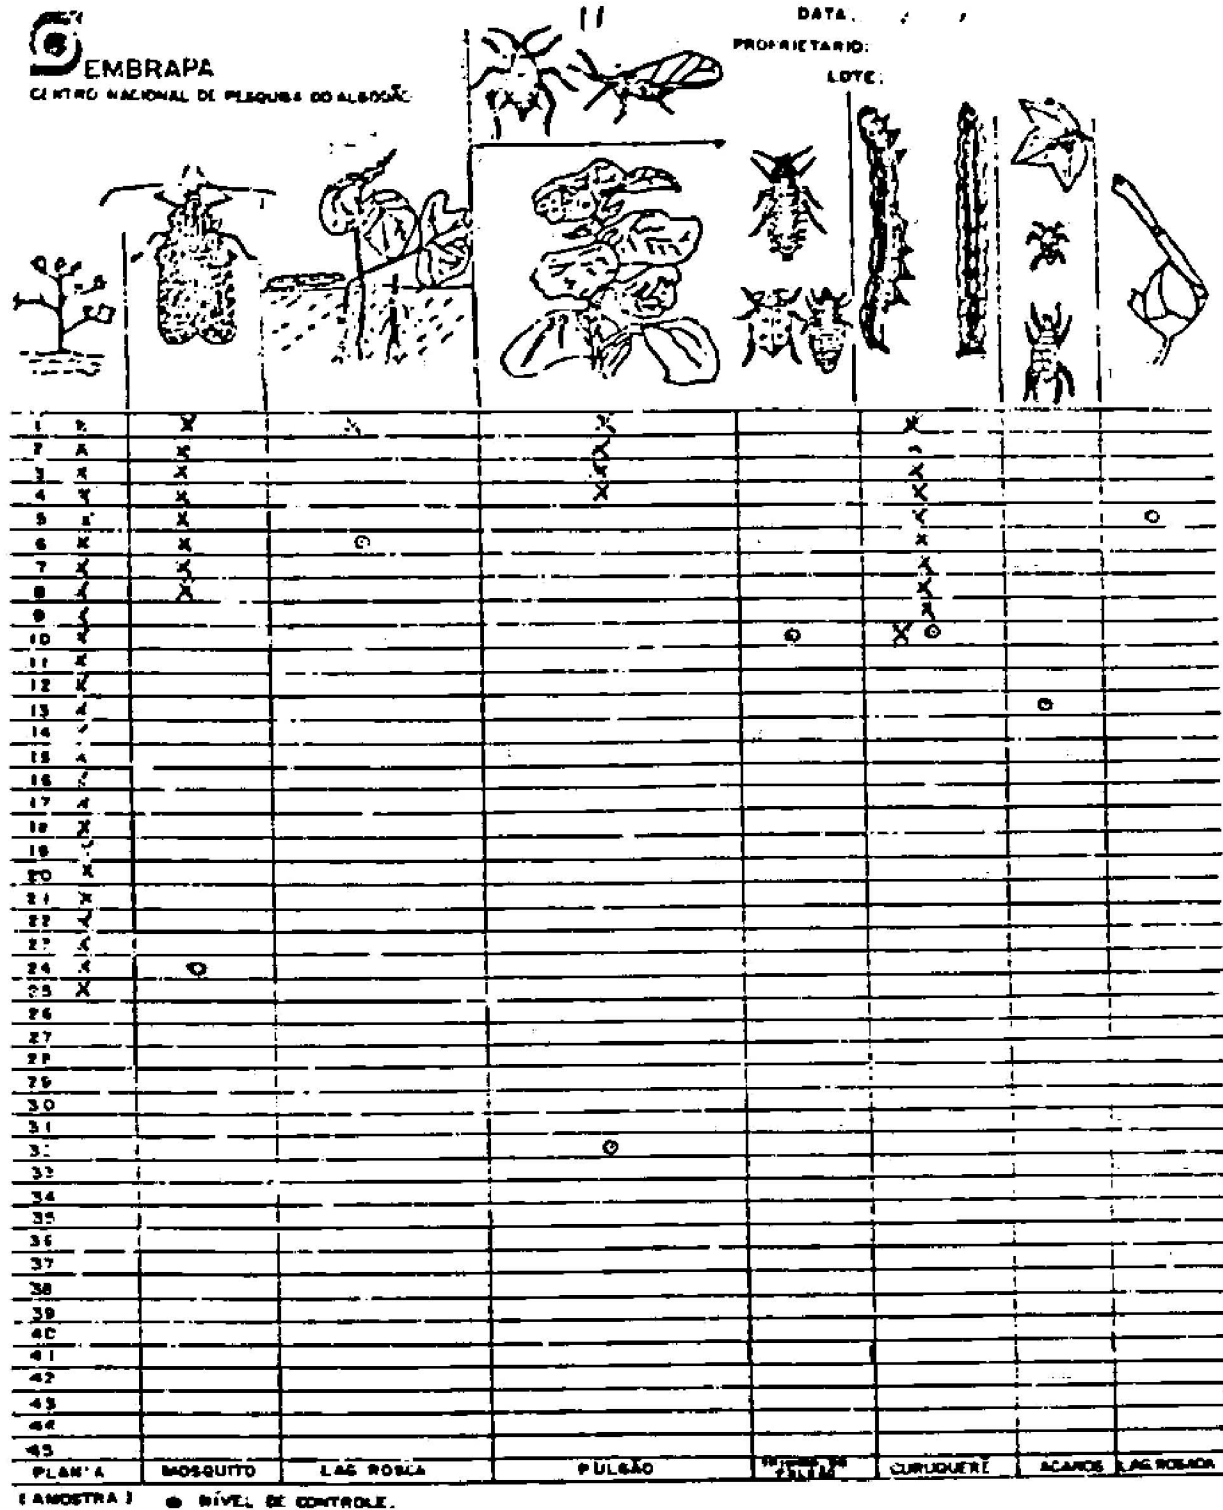 DATA. / /
PROPRIETARIO:
LOTE:
EMBRAPA
CENTRO NACIONAL DE PESQUISA DO ALGODÃO
1 X X X X X
2 X X X
3 X X X X
4 X X X X
5 X X X
6 X X X
7 X X X
8 X X X
9 X X
10 X X
11 X
12 X
13 X
14
15
16
17 X
18 X
19
20 X
21 X
22 X
23 X
24 X
25 X
26
27
28
29
30
31
32
33
34
35
36
37
38
39
40
41
42
43
44
45
PLANTA MOSQUITO LAG ROSCA PULGÃO CURUQUERÊ ACAROS LAG. ROSADA
(AMOSTRA) NÍVEL DE CONTROLE.